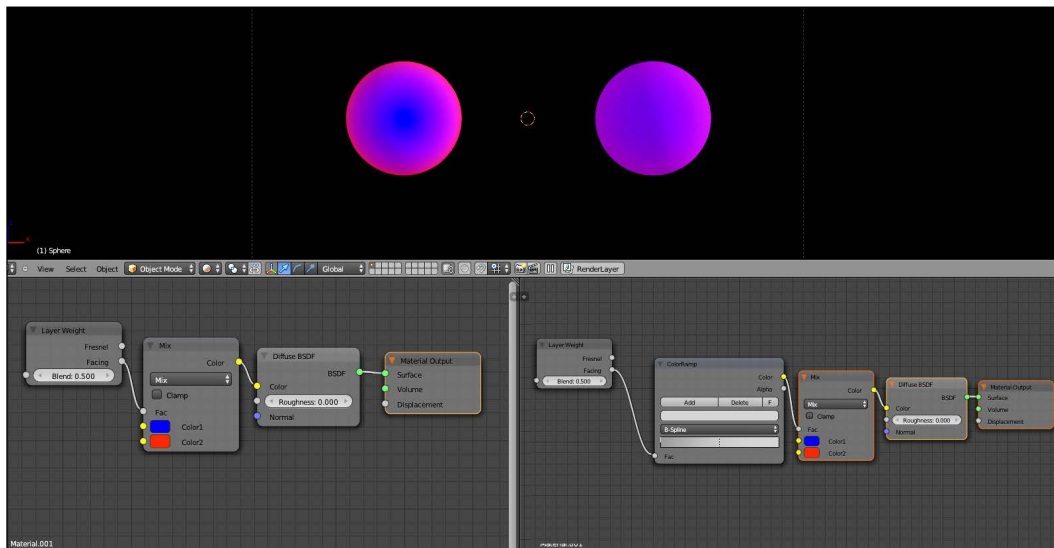 (1) Sphere
View Select Object Object Mode Global RenderLayer
Layer Weight
Fresnel
Facing
Blend: 0.500
Mix
Color
Mix
Clamp
Fac
Color1
Color2
Diffuse BSDF
BSDF
Color
Roughness: 0.000
Normal
Material Output
Surface
Volume
Displacement
Material.001
Layer Weight
Fresnel
Facing
Blend: 0.500
ColorRamp
Color
Alpha
Add Delete F
B-Spline
Fac
Mix
Color
Mix
Clamp
Fac
Color1
Color2
Diffuse BSDF
BSDF
Color
Roughness: 0.000
Normal
Material Output
Surface
Volume
Displacement
Material.001